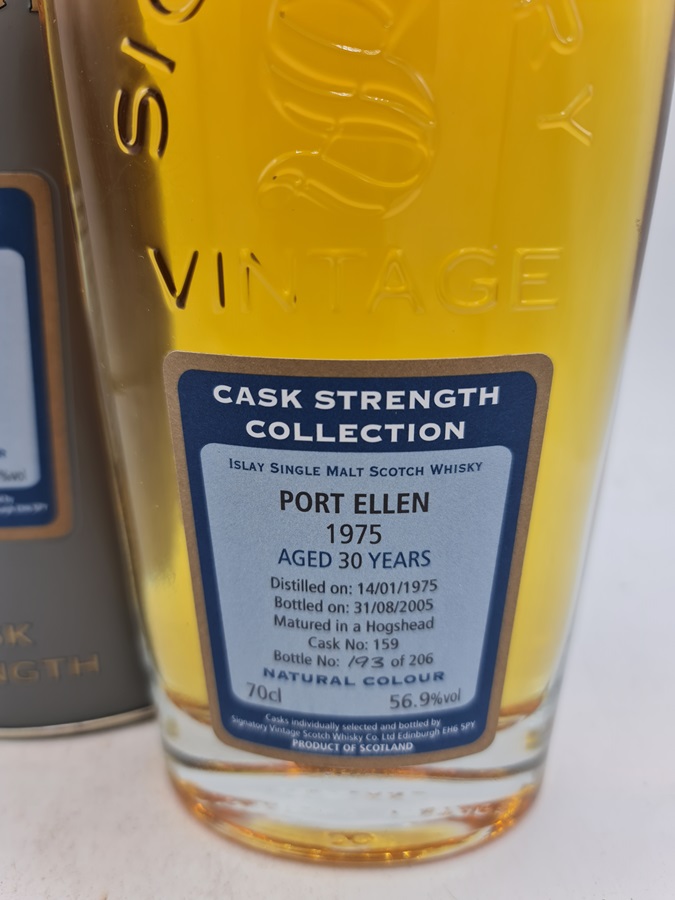 VINTAGE
CASK STRENGTH
COLLECTION
ISLAY SINGLE MALT SCOTCH WHISKY
PORT ELLEN
1975
AGED 30 YEARS
Distilled on: 14/01/1975
Bottled on: 31/08/2005
Matured in a Hogshead
Cask No: 159
Bottle No: 193 of 206
NATURAL COLOUR
70cl 56.9%vol
Casks individually selected and bottled by
Signatory Vintage Scotch Whisky Co. Ltd Edinburgh EH6 5PY
PRODUCT OF SCOTLAND